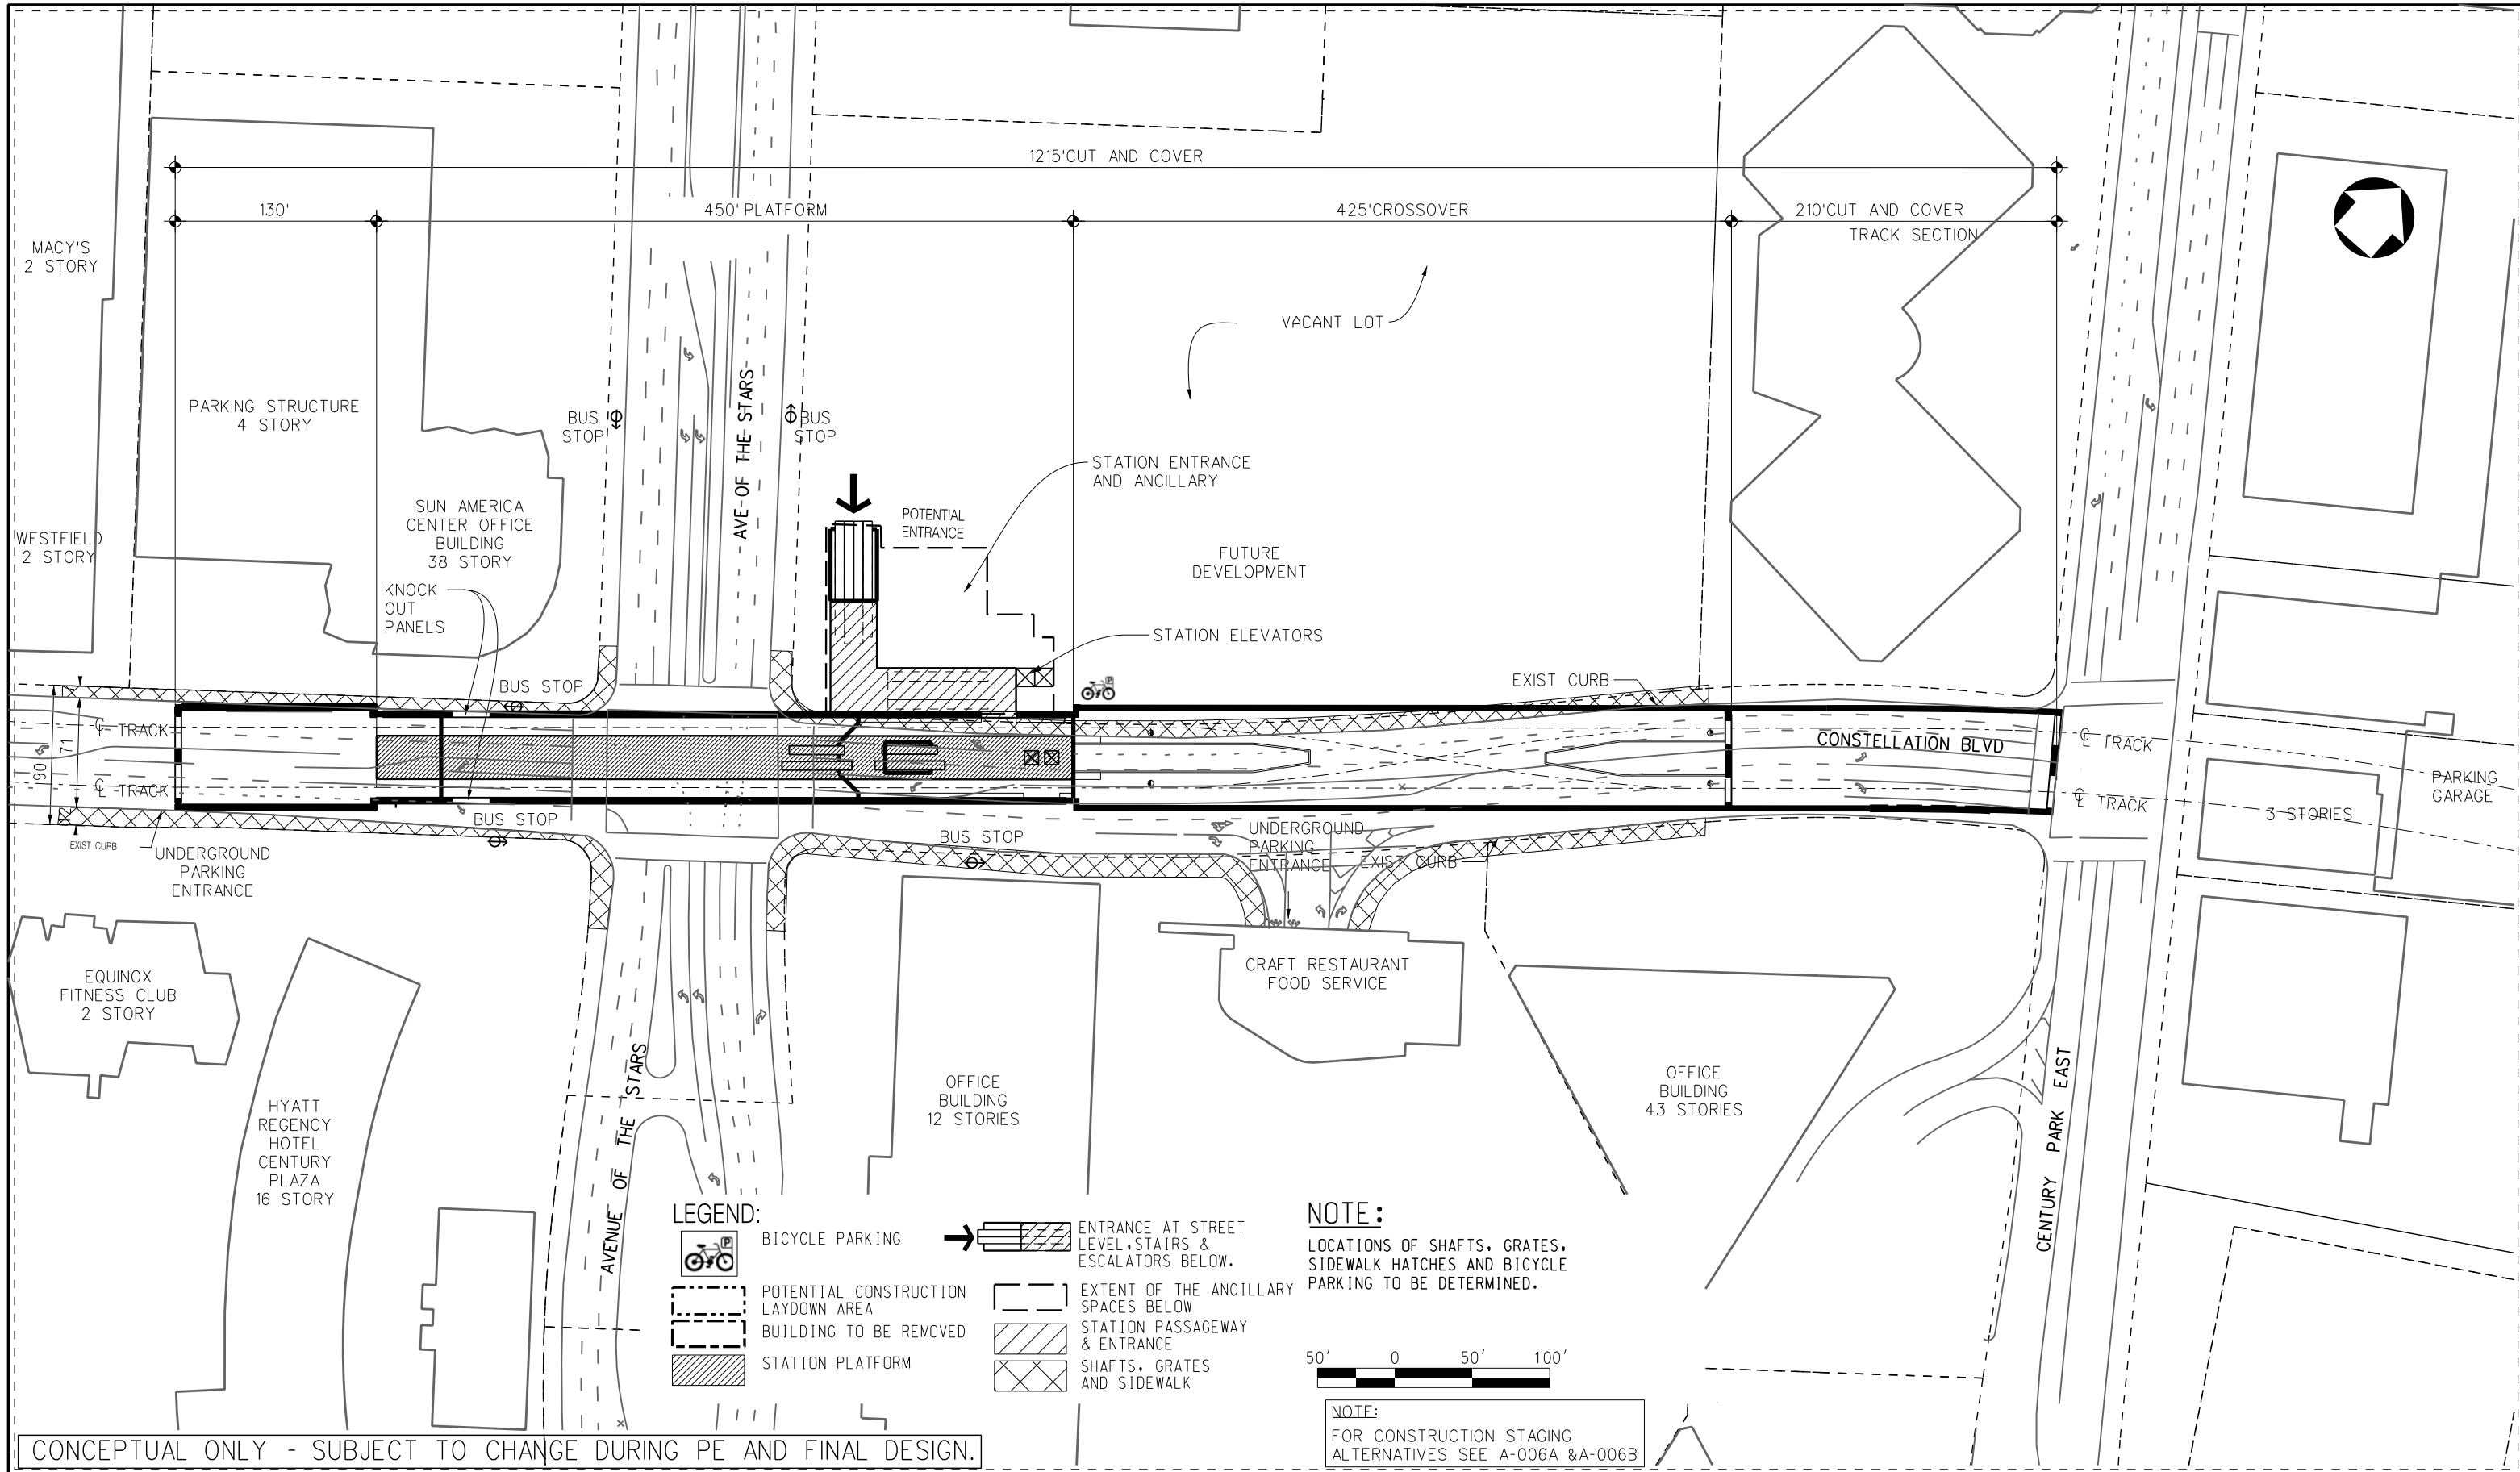 1215'CUT AND COVER
130'
450' PLATFORM
425'CROSSOVER
210'CUT AND COVER
TRACK SECTION
MACY'S
2 STORY
VACANT LOT
PARKING STRUCTURE
4 STORY
BUS
STOP
AVE OF THE STARS
BUS
STOP
STATION ENTRANCE
AND ANCILLARY
SUN AMERICA
CENTER OFFICE
BUILDING
38 STORY
POTENTIAL
ENTRANCE
WESTFIELD
2 STORY
FUTURE
DEVELOPMENT
KNOCK
OUT
PANELS
STATION ELEVATORS
BUS STOP
P
EXIST CURB
℄ TRACK
71
90
℄ TRACK
CONSTELLATION BLVD
℄ TRACK
℄ TRACK
PARKING
GARAGE
3 STORIES
BUS STOP
BUS STOP
EXIST CURB
UNDERGROUND
PARKING
ENTRANCE
UNDERGROUND
PARKING
ENTRANCE
EXIST CURB
EQUINOX
FITNESS CLUB
2 STORY
CRAFT RESTAURANT
FOOD SERVICE
HYATT
REGENCY
HOTEL
CENTURY
PLAZA
16 STORY
AVENUE OF THE STARS
OFFICE
BUILDING
12 STORIES
OFFICE
BUILDING
43 STORIES
CENTURY PARK EAST
LEGEND:
P
BICYCLE PARKING
POTENTIAL CONSTRUCTION
LAYDOWN AREA
BUILDING TO BE REMOVED
STATION PLATFORM
ENTRANCE AT STREET
LEVEL,STAIRS &
ESCALATORS BELOW.
EXTENT OF THE ANCILLARY
SPACES BELOW
STATION PASSAGEWAY
& ENTRANCE
SHAFTS, GRATES
AND SIDEWALK
NOTE:
LOCATIONS OF SHAFTS, GRATES,
SIDEWALK HATCHES AND BICYCLE
PARKING TO BE DETERMINED.
50' 0 50' 100'
NOTE:
FOR CONSTRUCTION STAGING
ALTERNATIVES SEE A-006A &A-006B
CONCEPTUAL ONLY - SUBJECT TO CHANGE DURING PE AND FINAL DESIGN.